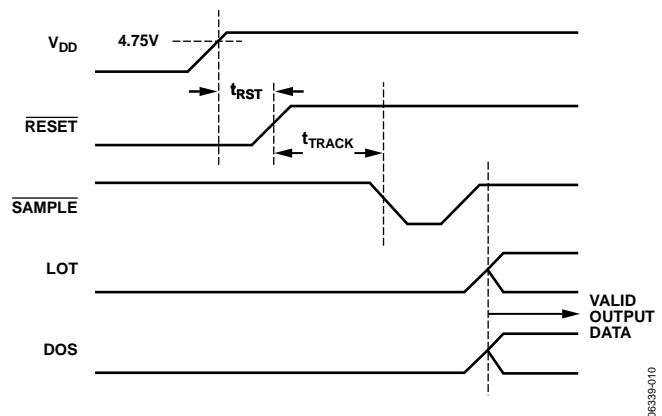 VDD
4.75V
tRST
RESET
tTRACK
SAMPLE
LOT
VALID
OUTPUT
DATA
DOS
06339-010